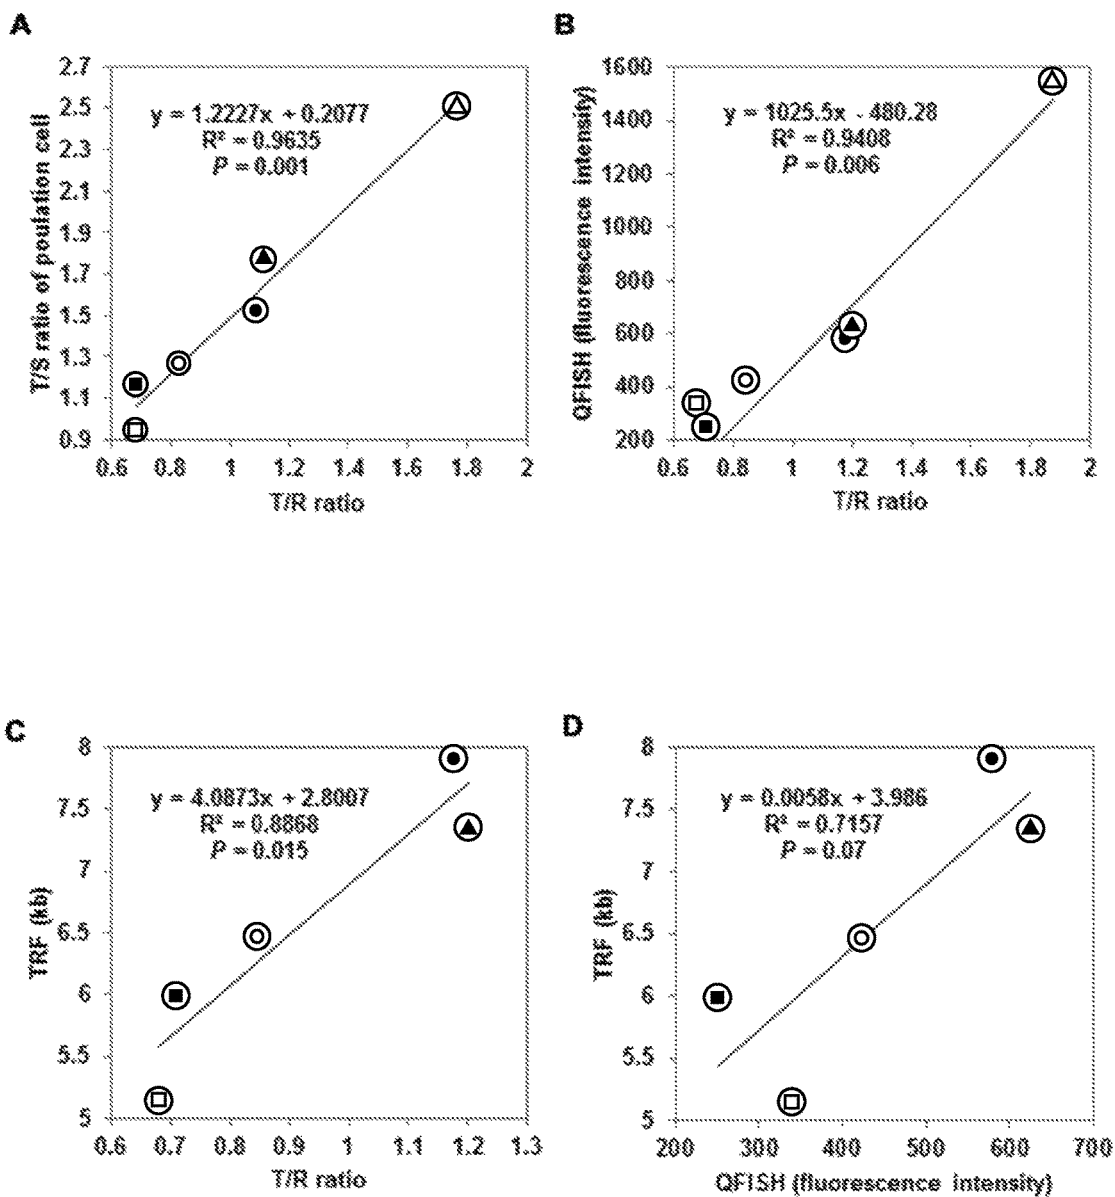 A
2.7
2.5
2.3
2.1
1.9
1.7
1.5
1.3
1.1
0.9
T/S ratio of poulation cell
y = 1.2227x + 0.2077
R² = 0.9635
P = 0.001
0.6 0.8 1 1.2 1.4 1.6 1.8 2
T/R ratio
B
1600
1400
1200
1000
800
600
400
200
QFISH (fluorescence intensity)
y = 1025.5x - 480.28
R² = 0.9408
P = 0.006
0.6 0.8 1 1.2 1.4 1.6 1.8 2
T/R ratio
C
8
7.5
7
6.5
6
5.5
5
TRF (kb)
y = 4.0873x + 2.8007
R² = 0.8868
P = 0.015
0.6 0.7 0.8 0.9 1 1.1 1.2 1.3
T/R ratio
D
8
7.5
7
6.5
6
5.5
5
TRF (kb)
y = 0.0058x + 3.986
R² = 0.7157
P = 0.07
200 300 400 500 600 700
QFISH (fluorescence intensity)